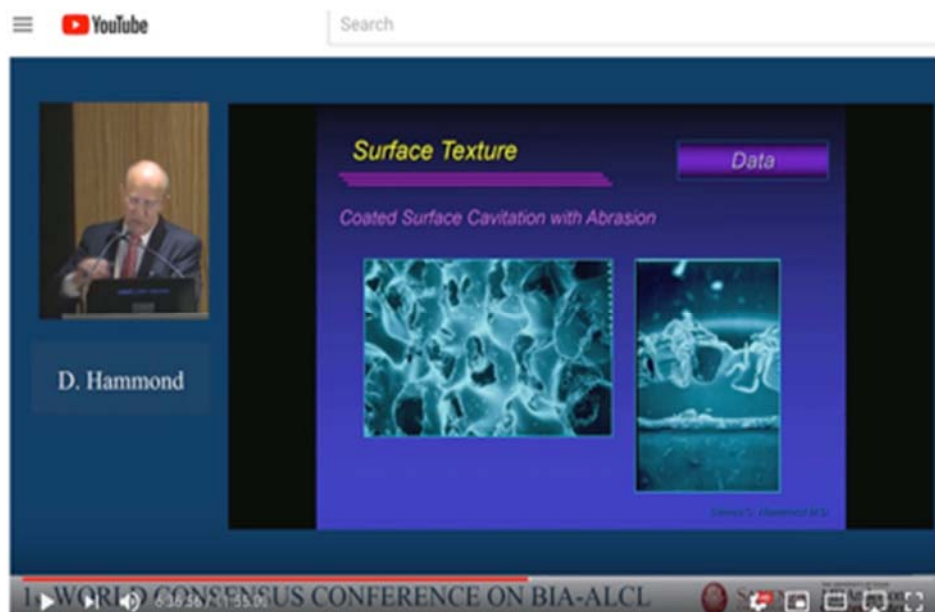 YouTube
Search
Surface Texture
Data
Coated Surface Cavitation with Abrasion
D. Hammond
WORLD CONSENSUS CONFERENCE ON BIA-ALCL